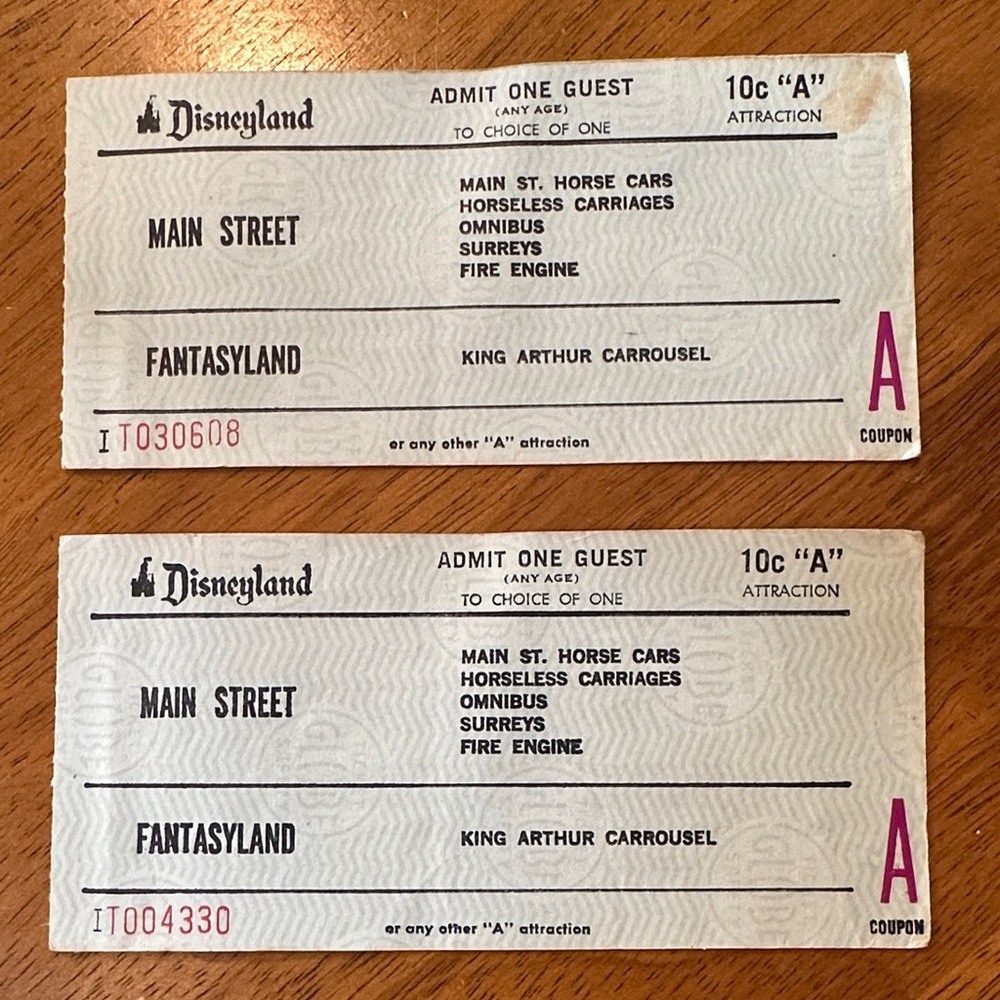 Disneyland
ADMIT ONE GUEST
(ANY AGE)
TO CHOICE OF ONE
10c "A"
ATTRACTION
MAIN STREET
MAIN ST. HORSE CARS
HORSELESS CARRIAGES
OMNIBUS
SURREYS
FIRE ENGINE
FANTASYLAND
KING ARTHUR CARROUSEL
A
COUPON
I T030608
or any other "A" attraction
Disneyland
ADMIT ONE GUEST
(ANY AGE)
TO CHOICE OF ONE
10c "A"
ATTRACTION
MAIN STREET
MAIN ST. HORSE CARS
HORSELESS CARRIAGES
OMNIBUS
SURREYS
FIRE ENGINE
FANTASYLAND
KING ARTHUR CARROUSEL
A
COUPON
I T004330
or any other "A" attraction